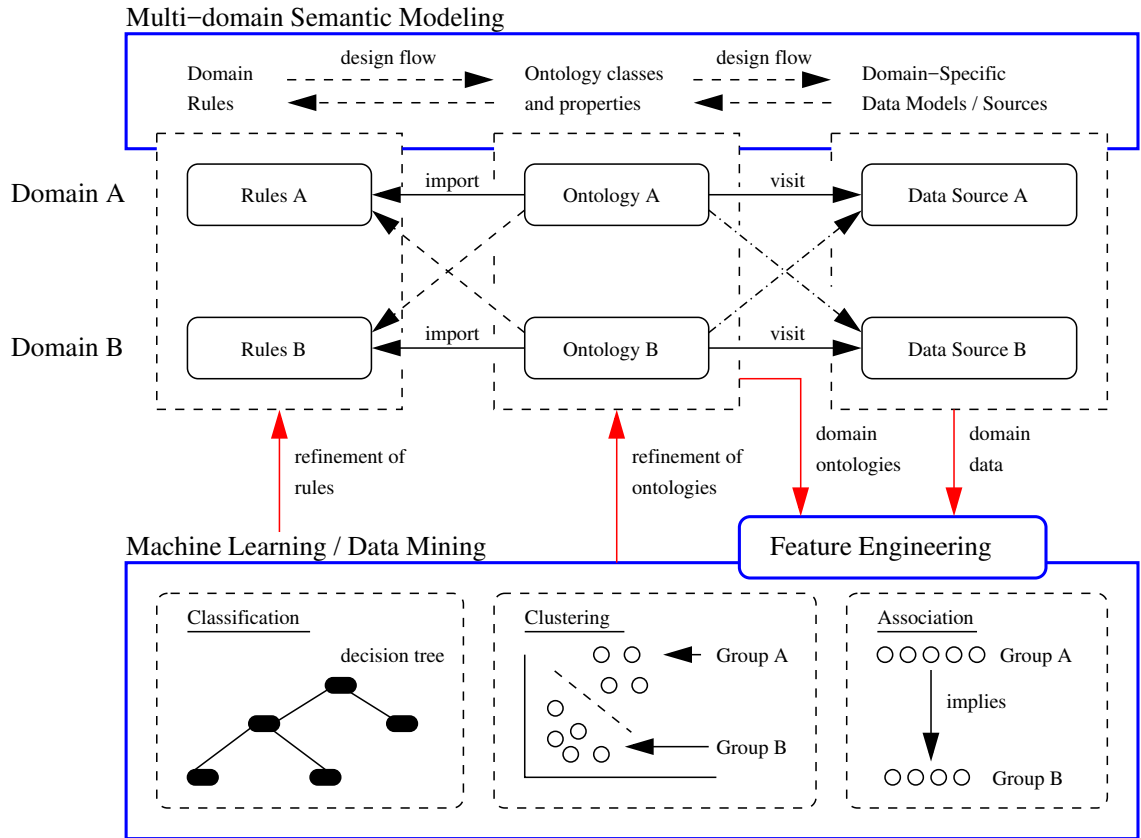 Multi−domain Semantic Modeling
design flow
design flow
Domain
Rules
Ontology classes
and properties
Domain−Specific
Data Models / Sources
Domain A
Rules A
import
Ontology A
visit
Data Source A
Domain B
Rules B
import
Ontology B
visit
Data Source B
refinement of
rules
refinement of
ontologies
domain
ontologies
domain
data
Machine Learning / Data Mining
Feature Engineering
Classification
decision tree
Clustering
Group A
Group B
Association
Group A
implies
Group B